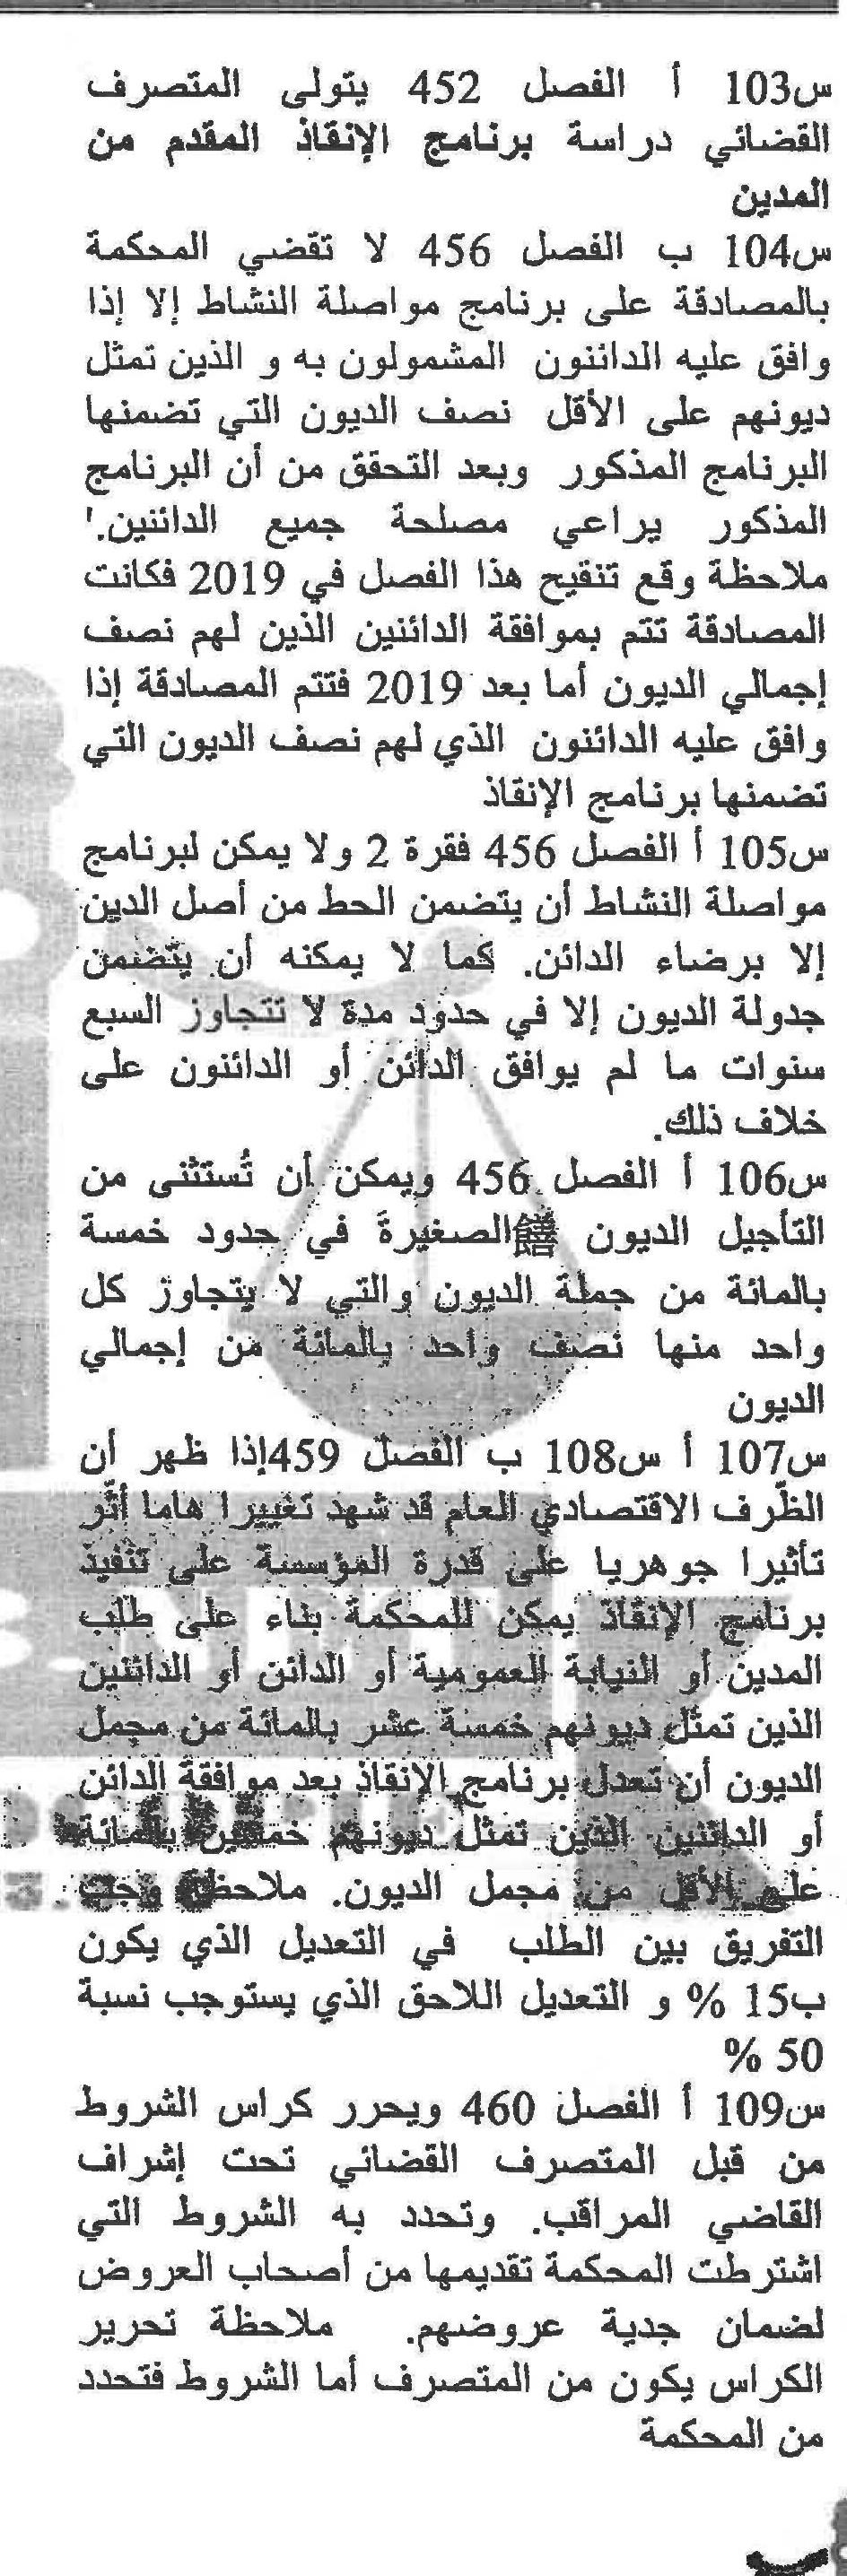 س103 أ الفصل 452 يتولى المتصرف
القضائي دراسة برنامج الإنقاذ المقدم من
المدين
س104 ب الفصل 456 لا تقضي المحكمة
بالمصادقة على برنامج مواصلة النشاط إلا إذا
وافق عليه الدائنون المشمولون به و الذين تمثل
ديونهم على الأقل نصف الديون التي تضمنها
البرنامج المذكور وبعد التحقق من أن البرنامج
المذكور يراعي مصلحة جميع الدائنين.'
ملاحظة وقع تنقيح هذا الفصل في 2019 فكانت
المصادقة تتم بموافقة الدائنين الذين لهم نصف
إجمالي الديون أما بعد 2019 فتتم المصادقة إذا
وافق عليه الدائنون الذي لهم نصف الديون التي
تضمنها برنامج الإنقاذ
س105 أ الفصل 456 فقرة 2 ولا يمكن لبرنامج
مواصلة النشاط أن يتضمن الحط من أصل الدين
إلا برضاء الدائن. كما لا يمكنه أن يتضمن
جدولة الديون إلا في حدود مدة لا تتجاوز السبع
سنوات ما لم يوافق الدائن أو الدائنون على
خلاف ذلك.
س106 أ الفصل 456 ويمكن أن تُستثنى من
التأجيل الديون الصغيرةَ في حدود خمسة
بالمائة من جملة الديون والتي لا يتجاوز كل
واحد منها نصف واحد بالمائة من إجمالي
الديون
س107 أ س108 ب الفصل 459إذا ظهر أن
الظّرف الاقتصادي العام قد شهد تغييرا هاما أثّر
تأثيرا جوهريا على قدرة المؤسسة على تنفيذ
برنامج الإنقاذ يمكن للمحكمة بناء على طلب
المدين أو النيابة العمومية أو الدائن أو الدائنين
الذين تمثل ديونهم خمسة عشر بالمائة من مجمل
الديون أن تعدل برنامج الإنقاذ بعد موافقة الدائن
أو الدائنين الذين تمثل ديونهم خمسين بالمائة
على الأقل من مجمل الديون. ملاحظة وجب
التفريق بين الطلب في التعديل الذي يكون
ب15 % و التعديل اللاحق الذي يستوجب نسبة
50 %
س109 أ الفصل 460 ويحرر كراس الشروط
من قبل المتصرف القضائي تحت إشراف
القاضي المراقب. وتحدد به الشروط التي
اشترطت المحكمة تقديمها من أصحاب العروض
لضمان جدية عروضهم. ملاحظة تحرير
الكراس يكون من المتصرف أما الشروط فتحدد
من المحكمة